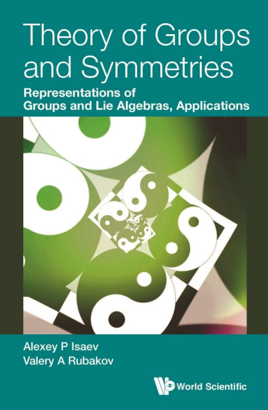 Theory of Groups
and Symmetries
Representations of
Groups and Lie Algebras, Applications
Alexey P Isaev
Valery A Rubakov
World Scientific